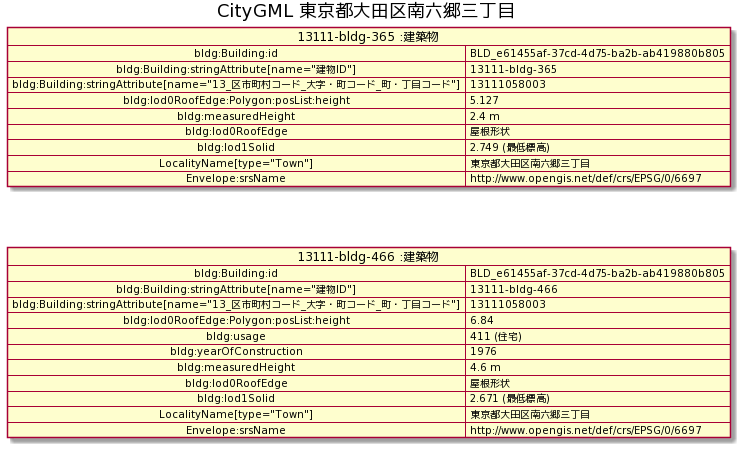 CityGML 東京都大田区南六郷三丁目
13111-bldg-365 :建築物
bldg:Building:id BLD_e61455af-37cd-4d75-ba2b-ab419880b805
bldg:Building:stringAttribute[name="建物ID"] 13111-bldg-365
bldg:Building:stringAttribute[name="13_区市町村コード_大字・町コード_町・丁目コード"] 13111058003
bldg:lod0RoofEdge:Polygon:posList:height 5.127
bldg:measuredHeight 2.4 m
bldg:lod0RoofEdge 屋根形状
bldg:lod1Solid 2.749 (最低標高)
LocalityName[type="Town"] 東京都大田区南六郷三丁目
Envelope:srsName http://www.opengis.net/def/crs/EPSG/0/6697
13111-bldg-466 :建築物
bldg:Building:id BLD_e61455af-37cd-4d75-ba2b-ab419880b805
bldg:Building:stringAttribute[name="建物ID"] 13111-bldg-466
bldg:Building:stringAttribute[name="13_区市町村コード_大字・町コード_町・丁目コード"] 13111058003
bldg:lod0RoofEdge:Polygon:posList:height 6.84
bldg:usage 411 (住宅)
bldg:yearOfConstruction 1976
bldg:measuredHeight 4.6 m
bldg:lod0RoofEdge 屋根形状
bldg:lod1Solid 2.671 (最低標高)
LocalityName[type="Town"] 東京都大田区南六郷三丁目
Envelope:srsName http://www.opengis.net/def/crs/EPSG/0/6697